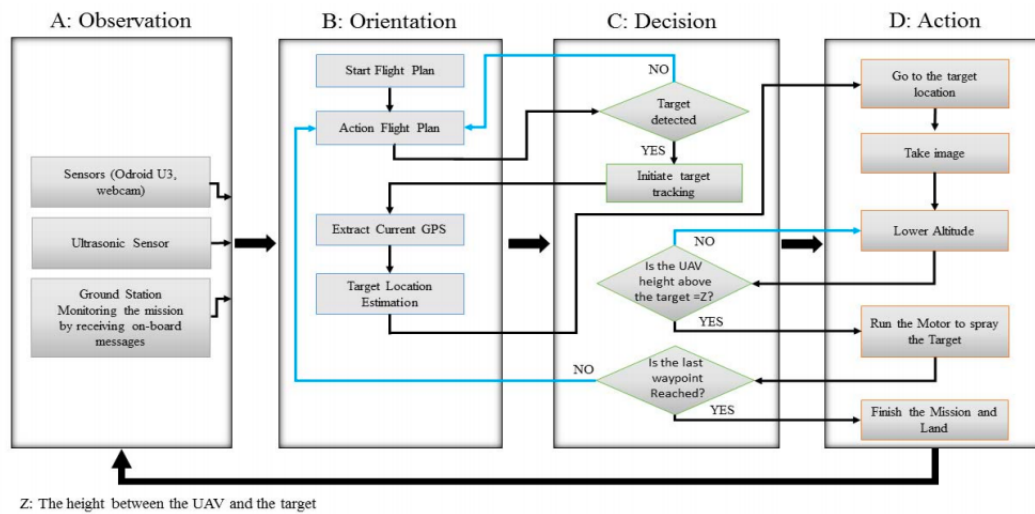 A: Observation
B: Orientation
C: Decision
D: Action
Sensors (Odroid U3,
webcam)
Ultrasonic Sensor
Ground Station
Monitoring the mission
by receiving on-board
messages
Start Flight Plan
Action Flight Plan
Extract Current GPS
Target Location
Estimation
NO
Target
detected
YES
Initiate target
tracking
NO
Is the UAV
height above
the target =Z?
YES
NO
Is the last
waypoint
Reached?
YES
Go to the target
location
Take image
Lower Altitude
Run the Motor to spray
the Target
Finish the Mission and
Land
Z: The height between the UAV and the target